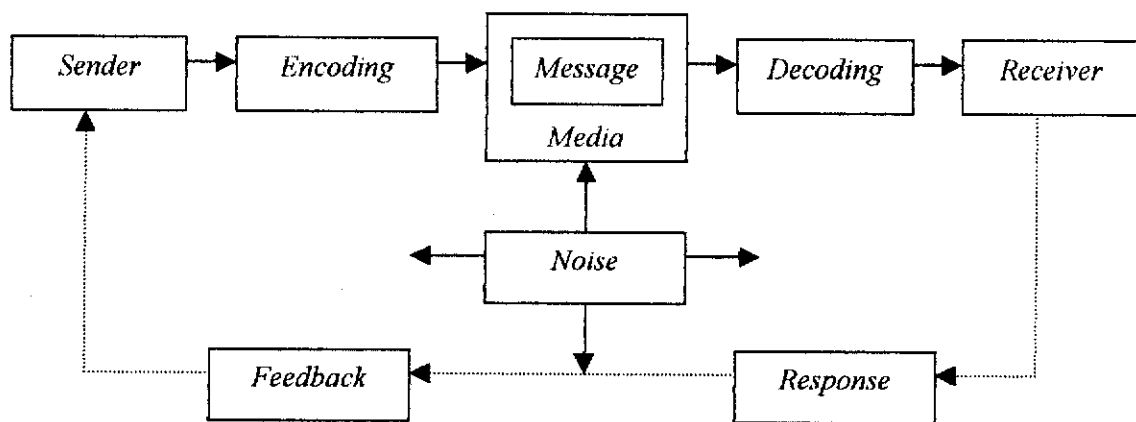 Sender
Encoding
Message
Media
Decoding
Receiver
Noise
Feedback
Response